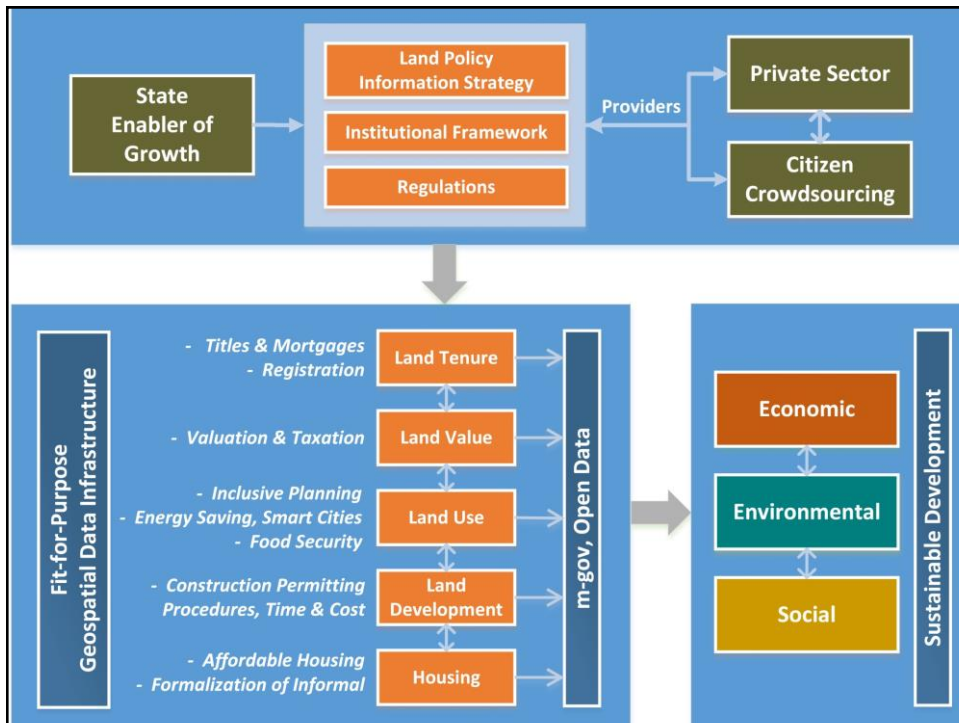 State
Enabler of
Growth
Land Policy
Information Strategy
Institutional Framework
Regulations
Providers
Private Sector
Citizen
Crowdsourcing
Fit-for-Purpose
Geospatial Data Infrastructure
- Titles & Mortgages
- Registration
Land Tenure
- Valuation & Taxation
Land Value
- Inclusive Planning
- Energy Saving, Smart Cities
- Food Security
Land Use
- Construction Permitting
Procedures, Time & Cost
Land
Development
- Affordable Housing
- Formalization of Informal
Housing
m-gov, Open Data
Economic
Environmental
Social
Sustainable Development